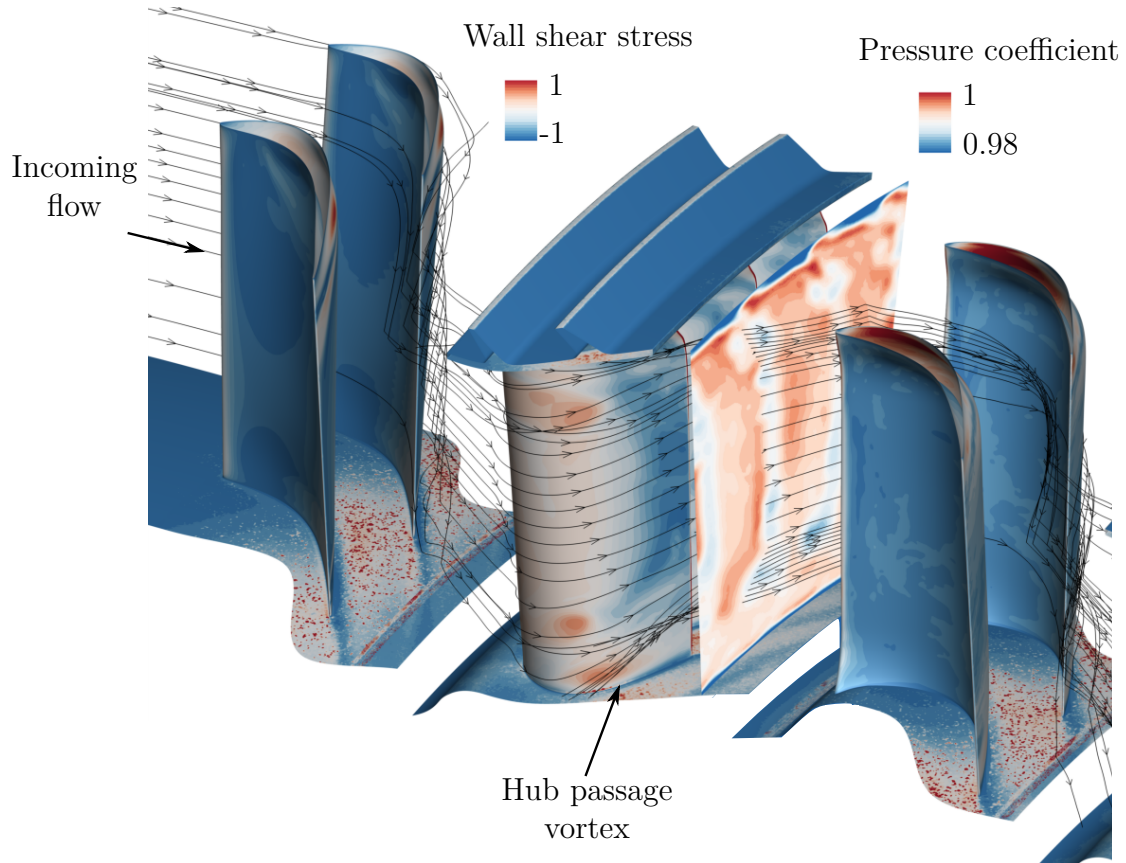 Wall shear stress
1
-1
Pressure coefficient
1
0.98
Incoming
flow
Hub passage
vortex